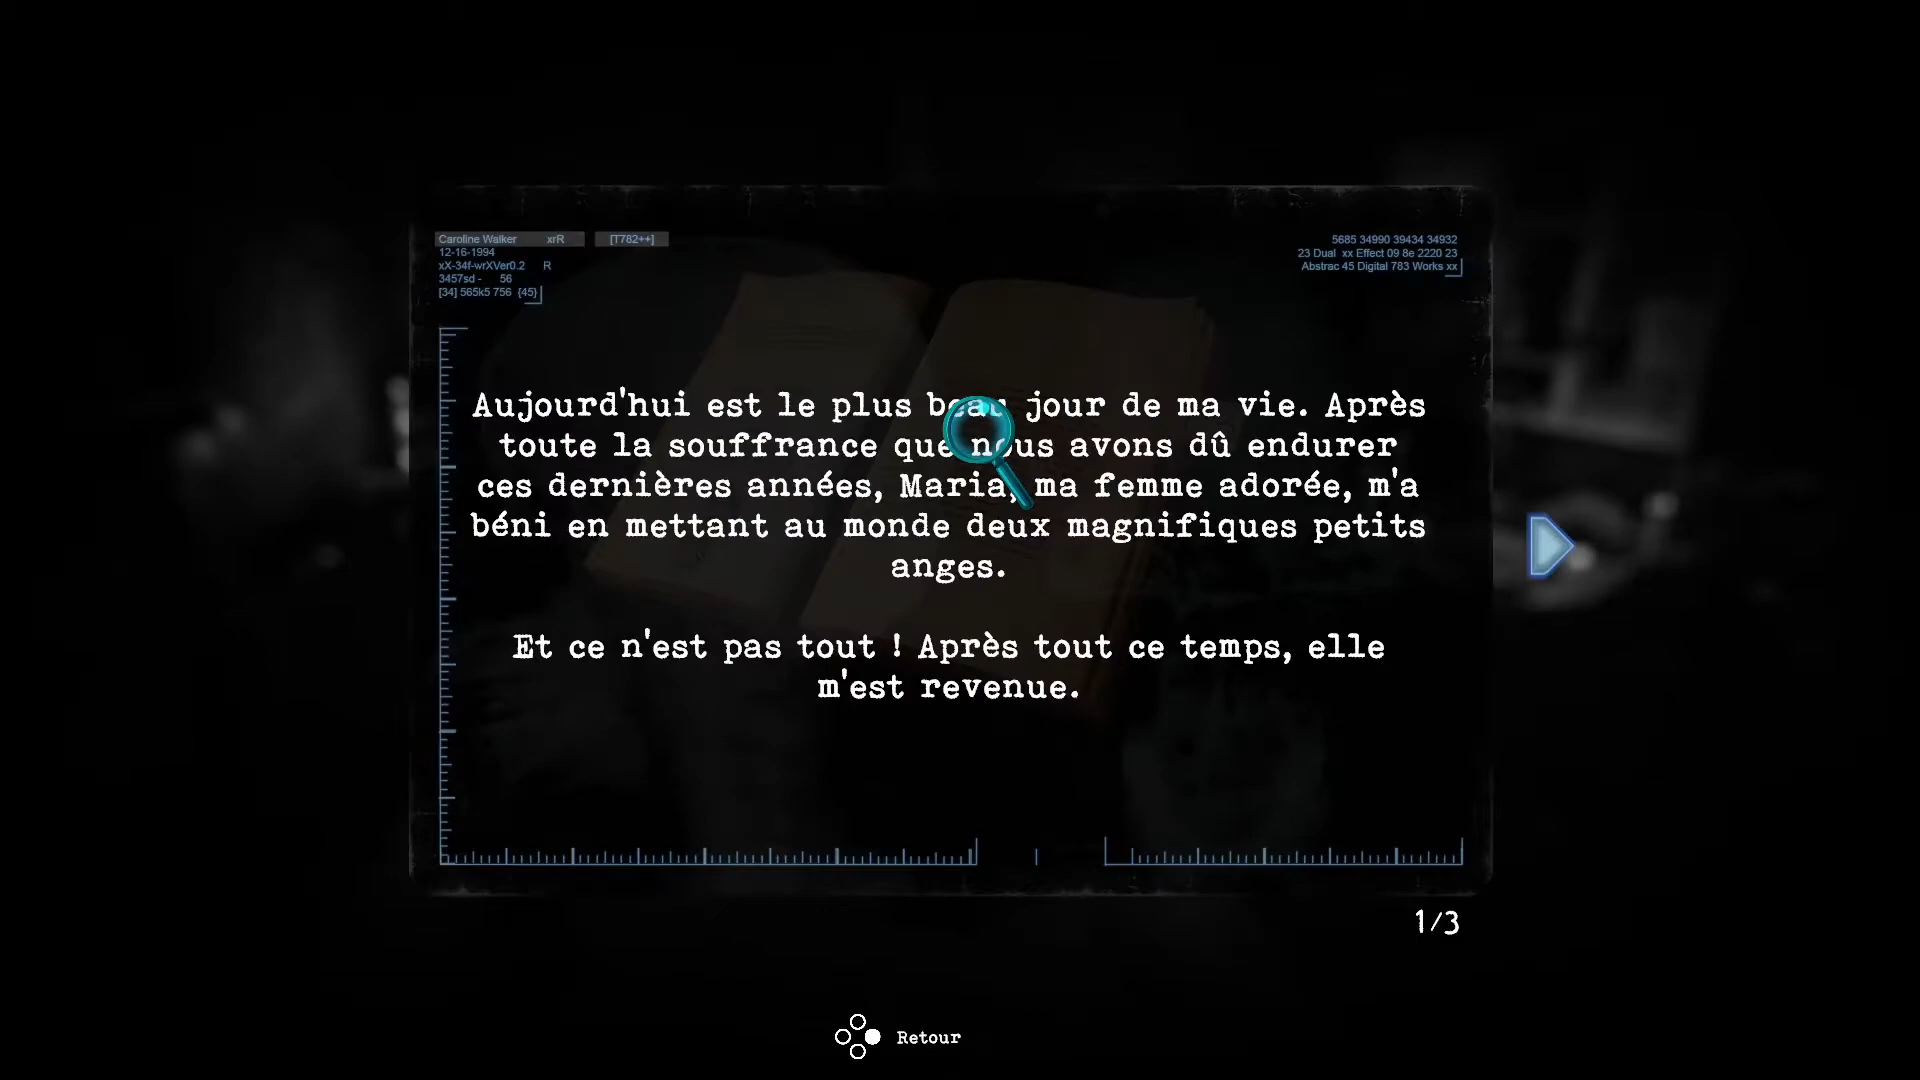 Caroline Walker xrR [T782++]
12-16-1994
xX-34f-wrXVer0.2 R
3457sd - 56
[34] 565k5 756 {45}
5685 34990 39434 34932
23 Dual xx Effect 09 8e 2220 23
Abstrac 45 Digital 783 Works xx
Aujourd'hui est le plus beau jour de ma vie. Après
toute la souffrance que nous avons dû endurer
ces dernières années, Maria, ma femme adorée, m'a
béni en mettant au monde deux magnifiques petits
anges.
Et ce n'est pas tout ! Après tout ce temps, elle
m'est revenue.
1/3
Retour